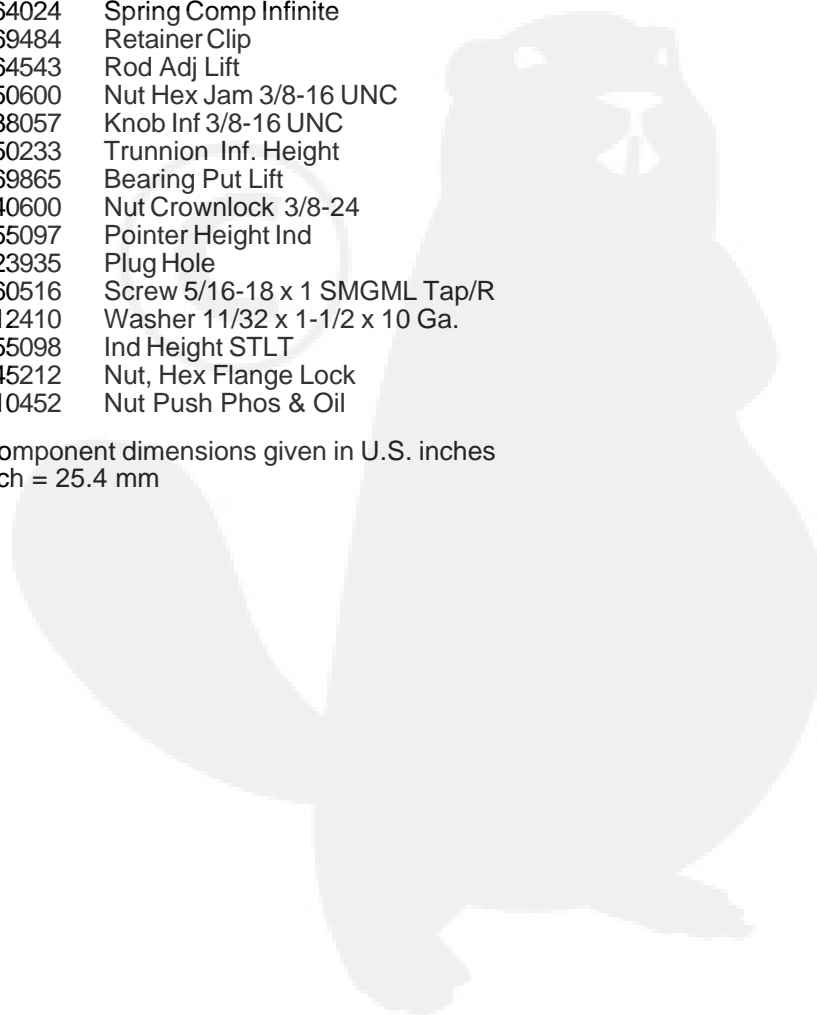 64024 Spring Comp Infinite
69484 Retainer Clip
64543 Rod Adj Lift
50600 Nut Hex Jam 3/8-16 UNC
38057 Knob Inf 3/8-16 UNC
50233 Trunnion Inf. Height
69865 Bearing Put Lift
40600 Nut Crownlock 3/8-24
55097 Pointer Height Ind
23935 Plug Hole
60516 Screw 5/16-18 x 1 SMGML Tap/R
12410 Washer 11/32 x 1-1/2 x 10 Ga.
55098 Ind Height STLT
45212 Nut, Hex Flange Lock
10452 Nut Push Phos & Oil
omponent dimensions given in U.S. inches
ch = 25.4 mm